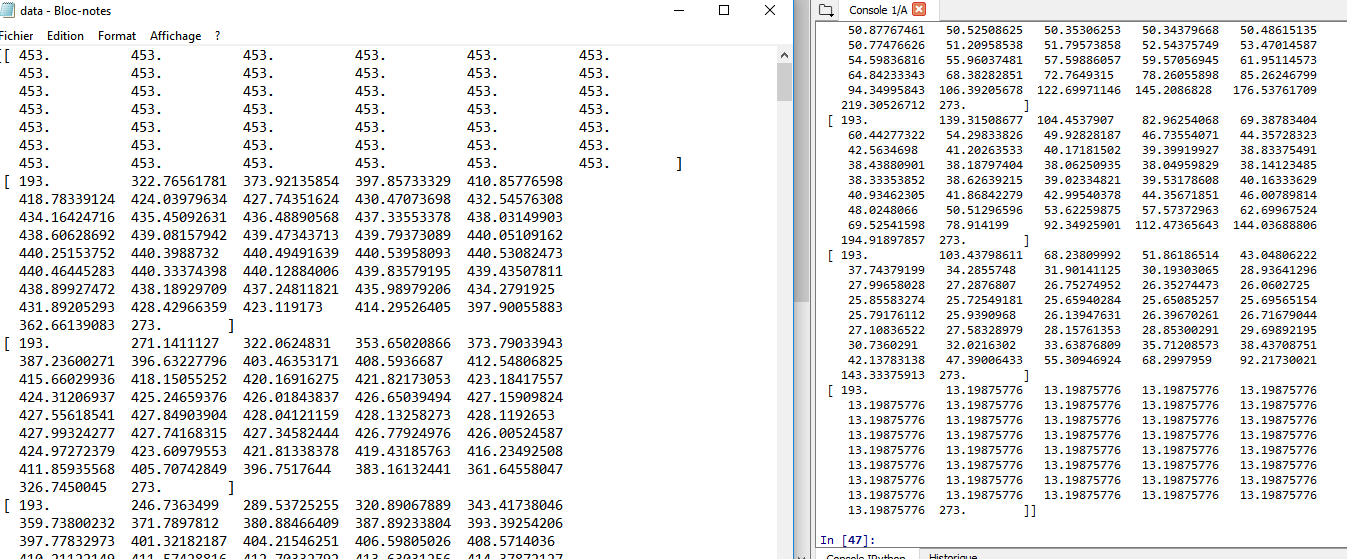 data - Bloc-notes
Fichier Edition Format Affichage ?
[[ 453. 453. 453. 453. 453. 453.
453. 453. 453. 453. 453. 453.
453. 453. 453. 453. 453. 453.
453. 453. 453. 453. 453. 453.
453. 453. 453. 453. 453. 453.
453. 453. 453. 453. 453. 453.
453. 453. 453. 453. 453. 453. ]
[ 193. 322.76561781 373.92135854 397.85733329 410.85776598
418.78339124 424.03979634 427.74351624 430.47073698 432.54576308
434.16424716 435.45092631 436.48890568 437.33553378 438.03149903
438.60628692 439.08157942 439.47343713 439.79373089 440.05109162
440.25153752 440.3988732 440.49491639 440.53958093 440.53082473
440.46445283 440.33374398 440.12884006 439.83579195 439.43507811
438.89927472 438.18929709 437.24811821 435.98979206 434.2791925
431.89205293 428.42966359 423.119173 414.29526405 397.90055883
362.66139083 273. ]
[ 193. 271.1411127 322.0624831 353.65020866 373.79033943
387.23600271 396.63227796 403.46353171 408.5936687 412.54806825
415.66029936 418.15055252 420.16916275 421.82173053 423.18417557
424.31206937 425.24659376 426.01843837 426.65039494 427.15909824
427.55618541 427.84903904 428.04121159 428.13258273 428.1192653
427.99324277 427.74168315 427.34582444 426.77924976 426.00524587
424.97272379 423.60979553 421.81338378 419.43185763 416.23492508
411.85935568 405.70742849 396.7517644 383.16132441 361.64558047
326.7450045 273. ]
[ 193. 246.7363499 289.53725255 320.89067889 343.41738046
359.73800232 371.7897812 380.88466409 387.89233804 393.39254206
397.77832973 401.32182187 404.21546251 406.59805026 408.5714036
410.21122149 411.57428816 412.70332792 413.63031256 414.37872127
Console 1/A
50.87767461 50.52508625 50.35306253 50.34379668 50.48615135
50.77476626 51.20958538 51.79573858 52.54375749 53.47014587
54.59836816 55.96037481 57.59886057 59.57056945 61.95114573
64.84233343 68.38282851 72.7649315 78.26055898 85.26246799
94.34995843 106.39205678 122.69971146 145.2086828 176.53761709
219.30526712 273. ]
[ 193. 139.31508677 104.4537907 82.96254068 69.38783404
60.44277322 54.29833826 49.92828187 46.73554071 44.35728323
42.5634698 41.20263533 40.17181502 39.39919927 38.83375491
38.43880901 38.18797404 38.06250935 38.04959829 38.14123485
38.33353852 38.62639215 39.02334821 39.53178608 40.16333629
40.93462305 41.86842279 42.99540378 44.35671851 46.00789814
48.0248066 50.51296596 53.62259875 57.57372963 62.69967524
69.52541598 78.914199 92.34925901 112.47365643 144.03688806
194.91897857 273. ]
[ 193. 103.43798611 68.23809992 51.86186514 43.04806222
37.74379199 34.2855748 31.90141125 30.19303065 28.93641296
27.99658028 27.2876807 26.75274952 26.35274473 26.0602725
25.85583274 25.72549181 25.65940284 25.65085257 25.69565154
25.79176112 25.9390968 26.13947631 26.39670261 26.71679044
27.10836522 27.58328979 28.15761353 28.85300291 29.69892195
30.7360291 32.0216302 33.63876809 35.71208573 38.43708751
42.13783138 47.39006433 55.30946924 68.2997959 92.21730021
143.33375913 273. ]
[ 193. 13.19875776 13.19875776 13.19875776 13.19875776
13.19875776 13.19875776 13.19875776 13.19875776 13.19875776
13.19875776 13.19875776 13.19875776 13.19875776 13.19875776
13.19875776 13.19875776 13.19875776 13.19875776 13.19875776
13.19875776 13.19875776 13.19875776 13.19875776 13.19875776
13.19875776 13.19875776 13.19875776 13.19875776 13.19875776
13.19875776 13.19875776 13.19875776 13.19875776 13.19875776
13.19875776 13.19875776 13.19875776 13.19875776 13.19875776
13.19875776 273. ]]
In [47]:
Console IPython Historique